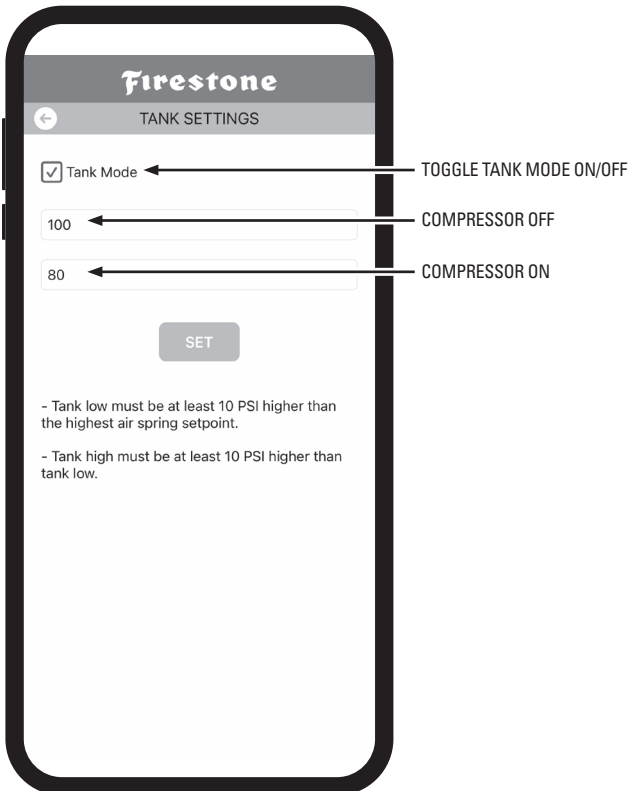 Firestone
TANK SETTINGS
Tank Mode
TOGGLE TANK MODE ON/OFF
100
COMPRESSOR OFF
80
COMPRESSOR ON
SET
- Tank low must be at least 10 PSI higher than
the highest air spring setpoint.
- Tank high must be at least 10 PSI higher than
tank low.